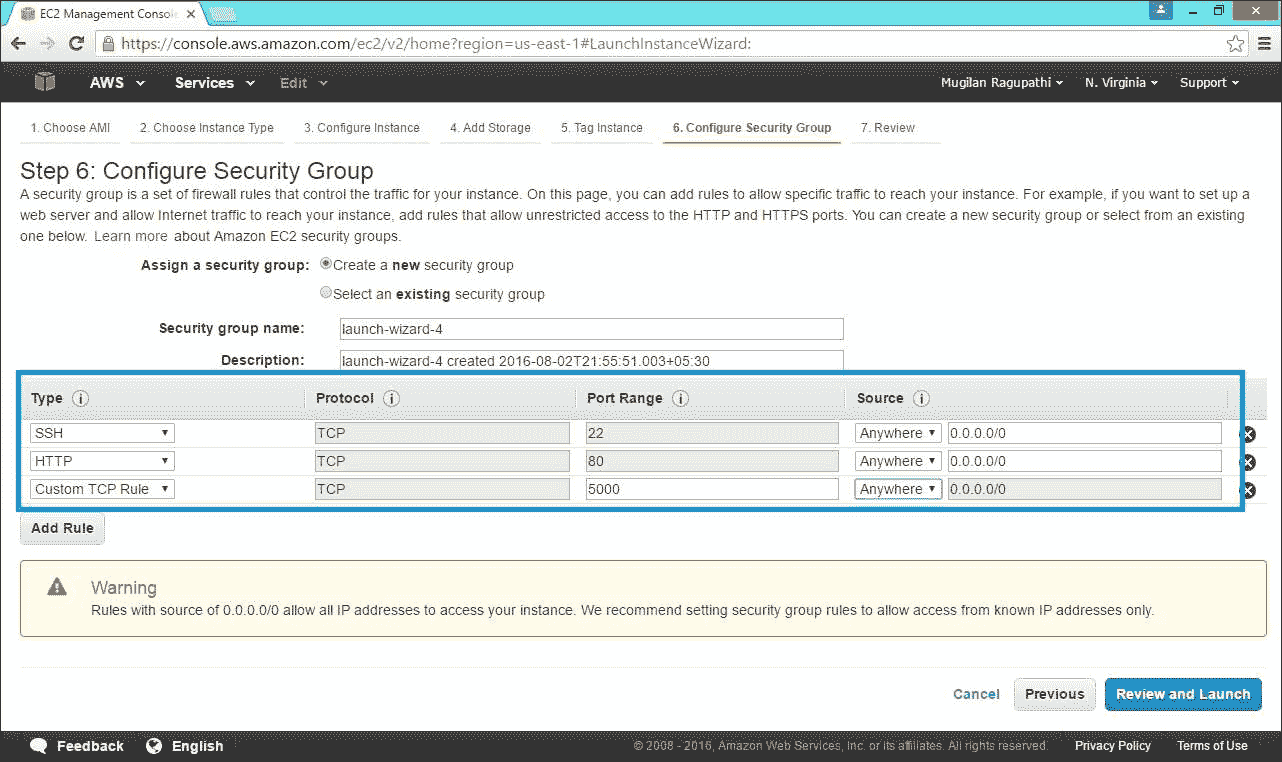 EC2 Management Consol
https://console.aws.amazon.com/ec2/v2/home?region=us-east-1#LaunchInstanceWizard:
AWS Services Edit Mugilan Ragupathi N. Virginia Support
1. Choose AMI 2. Choose Instance Type 3. Configure Instance 4. Add Storage 5. Tag Instance 6. Configure Security Group 7. Review
Step 6: Configure Security Group
A security group is a set of firewall rules that control the traffic for your instance. On this page, you can add rules to allow specific traffic to reach your instance. For example, if you want to set up a
web server and allow Internet traffic to reach your instance, add rules that allow unrestricted access to the HTTP and HTTPS ports. You can create a new security group or select from an existing
one below. Learn more about Amazon EC2 security groups.
Assign a security group: Create a new security group
Select an existing security group
Security group name: launch-wizard-4
Description: launch-wizard-4 created 2016-08-02T21:55:51.003+05:30
Type i Protocol i Port Range i Source i
SSH TCP 22 Anywhere 0.0.0.0/0
HTTP TCP 80 Anywhere 0.0.0.0/0
Custom TCP Rule TCP 5000 Anywhere 0.0.0.0/0
Add Rule
Warning
Rules with source of 0.0.0.0/0 allow all IP addresses to access your instance. We recommend setting security group rules to allow access from known IP addresses only.
Cancel Previous Review and Launch
Feedback English © 2008 - 2016, Amazon Web Services, Inc. or its affiliates. All rights reserved. Privacy Policy Terms of Use